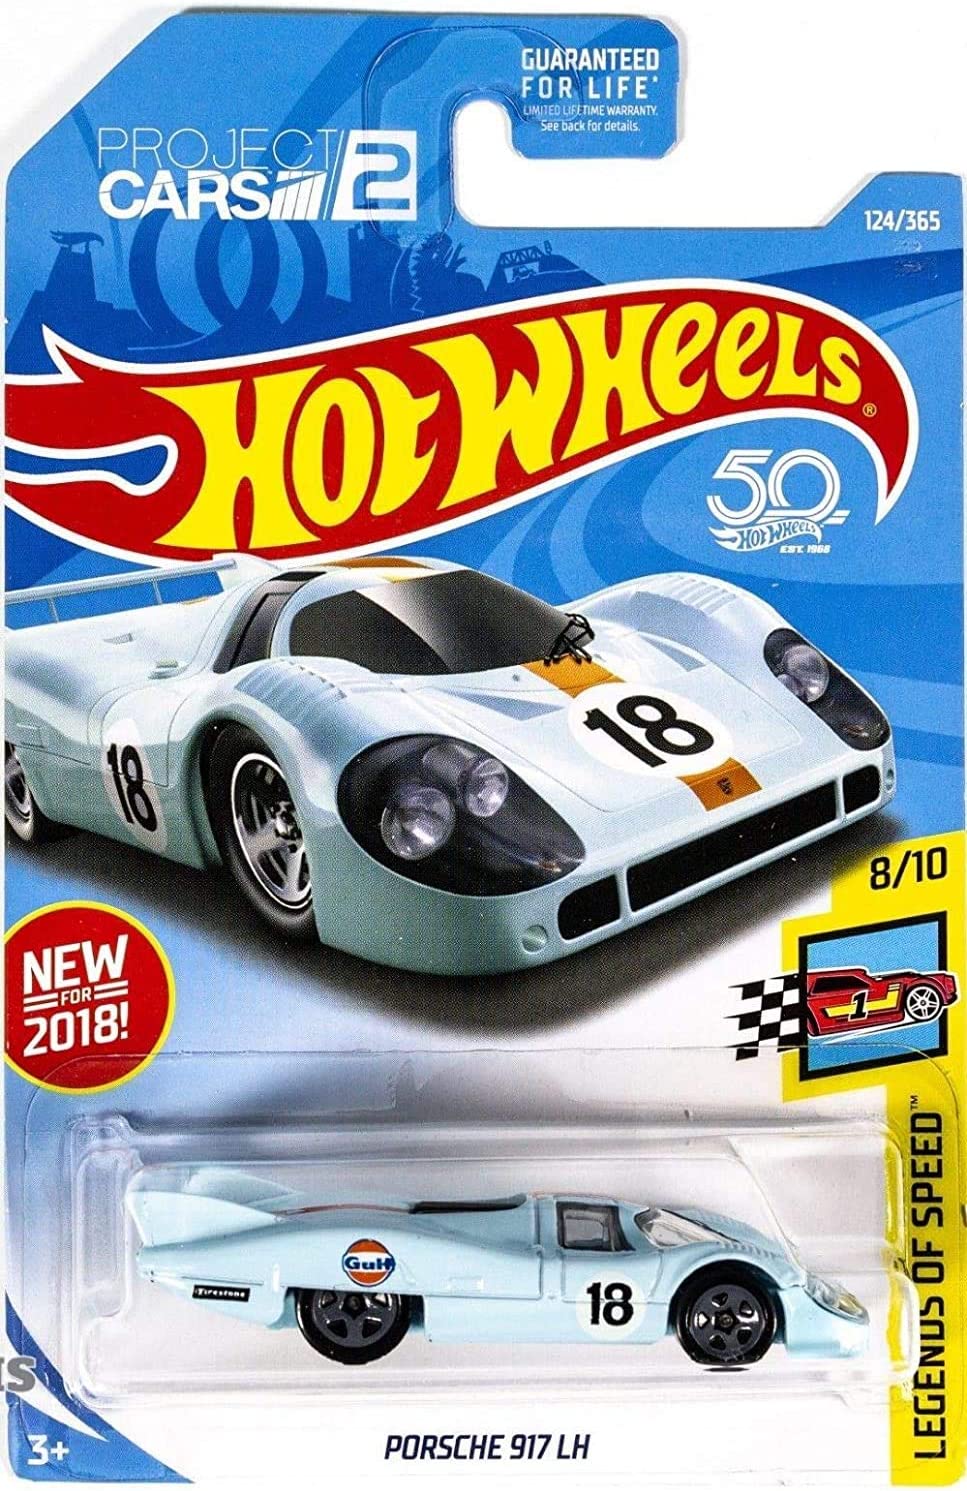 GUARANTEED
FOR LIFE*
LIMITED LIFETIME WARRANTY.
See back for details.
PROJECT
CARS 2
124/365
HOT WHEELS®
50
HOT WHEELS
EST. 1968
18
18
8/10
1
NEW
FOR
2018!
LEGENDS OF SPEED™
Gulf
Firestone
18
3+
PORSCHE 917 LH